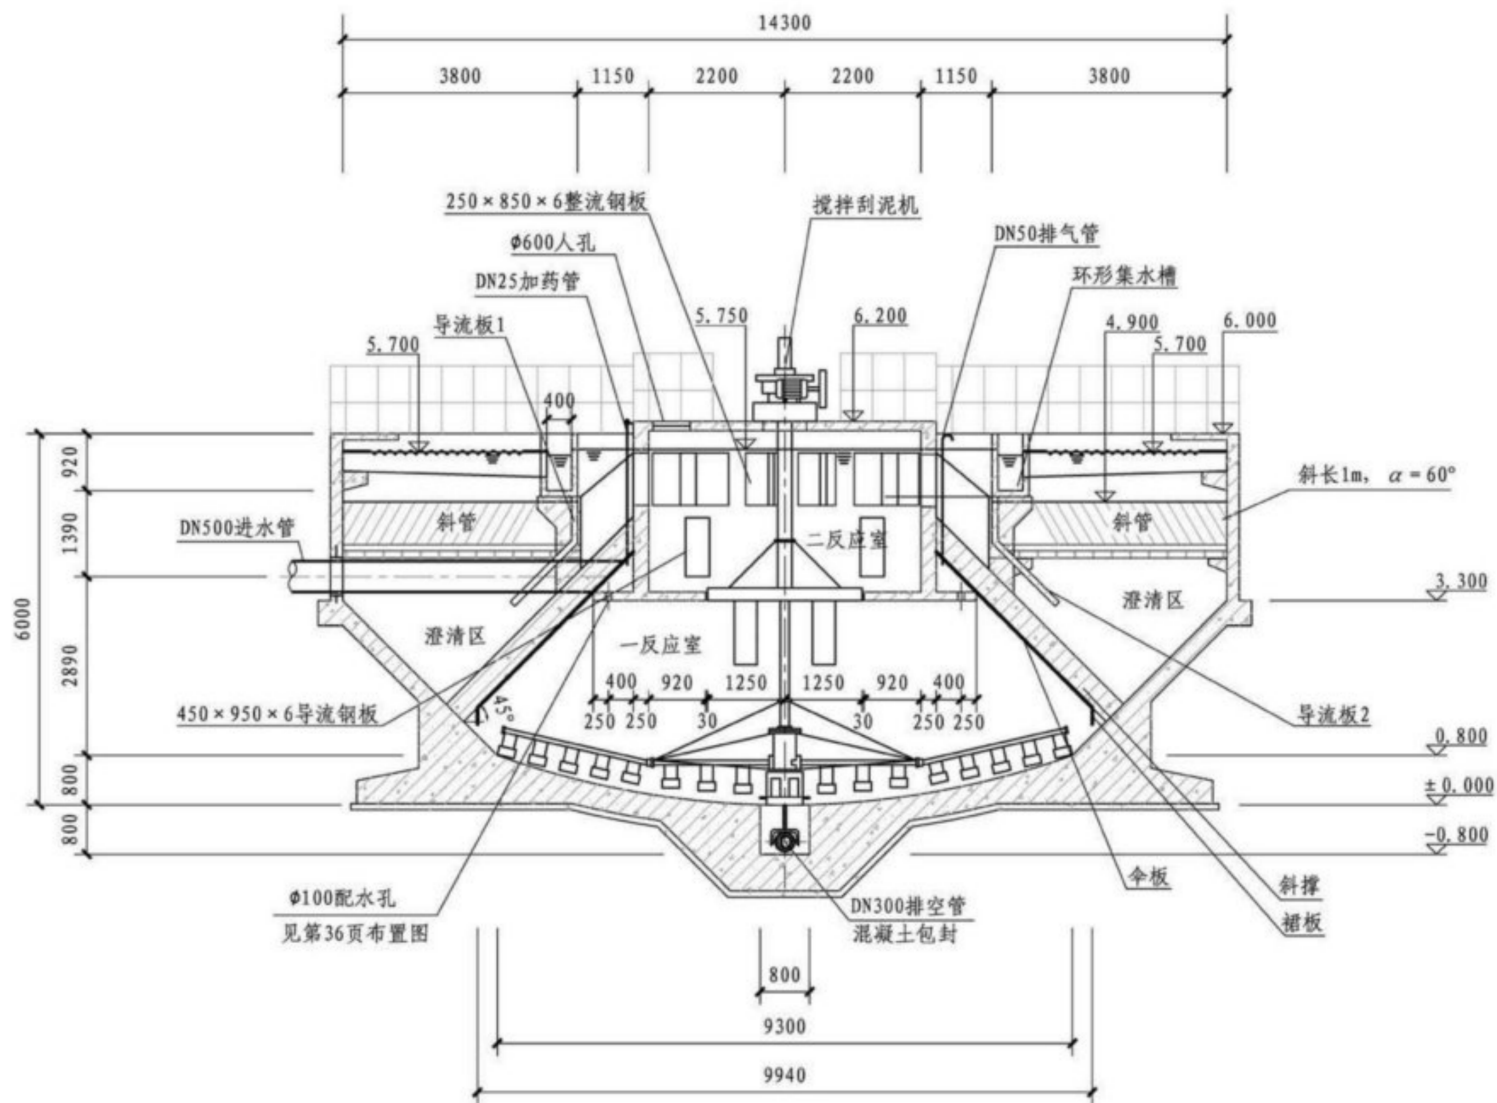 14300
3800 1150 2200 2200 1150 3800
250×850×6整流钢板
搅拌刮泥机
Φ600人孔
DN50排气管
DN25加药管
环形集水槽
导流板1
5.700
5.750
6.200
4.900
6.000
5.700
400
920
1390
2890
800
800
6000
斜管
斜管
斜长1m, α=60°
DN500进水管
二反应室
澄清区
澄清区
3.300
一反应室
400 920 1250 1250 920 400
250 250 30 30 250 250
45°
450×950×6导流钢板
导流板2
0.800
±0.000
-0.800
Φ100配水孔
见第36页布置图
DN300排空管
混凝土包封
伞板
斜撑
裙板
800
9300
9940